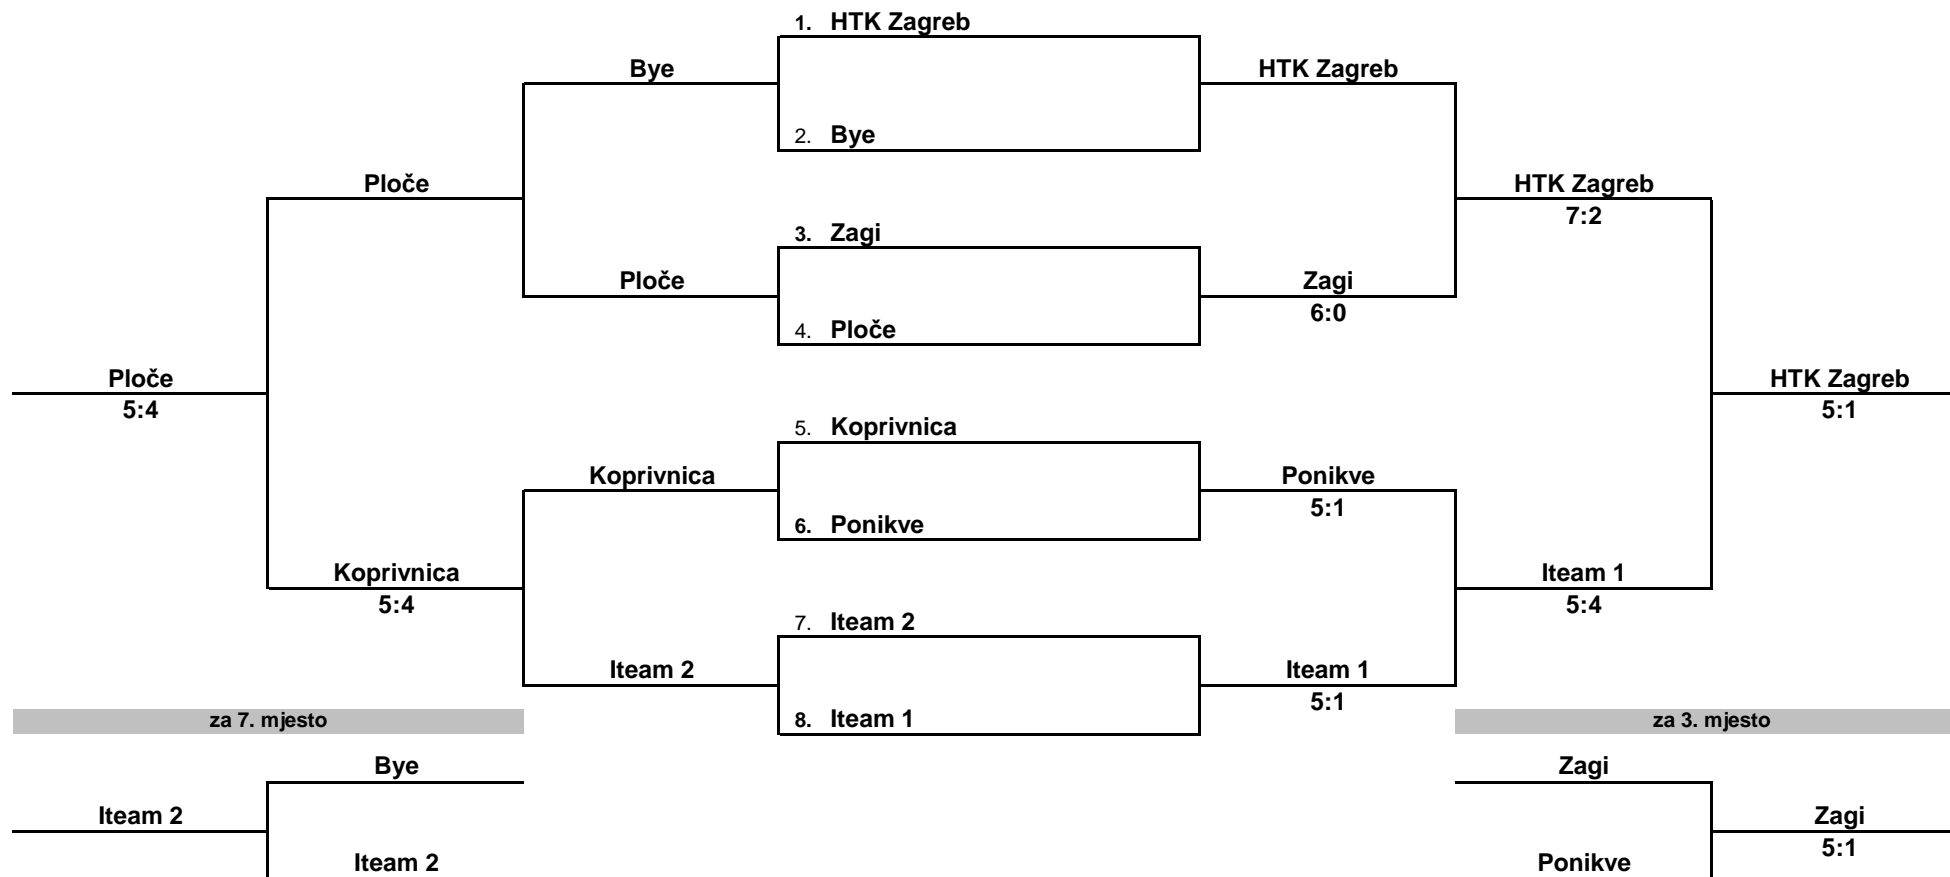 1. HTK Zagreb
Bye
HTK Zagreb
2. Bye
Ploče
HTK Zagreb
7:2
3. Zagi
Ploče
Zagi
6:0
4. Ploče
Ploče
5:4
HTK Zagreb
5:1
5. Koprivnica
Koprivnica
Ponikve
5:1
6. Ponikve
Koprivnica
5:4
Iteam 1
5:4
7. Iteam 2
Iteam 2
Iteam 1
5:1
8. Iteam 1
za 7. mjesto
za 3. mjesto
Bye
Zagi
Iteam 2
Zagi
5:1
Iteam 2
Ponikve